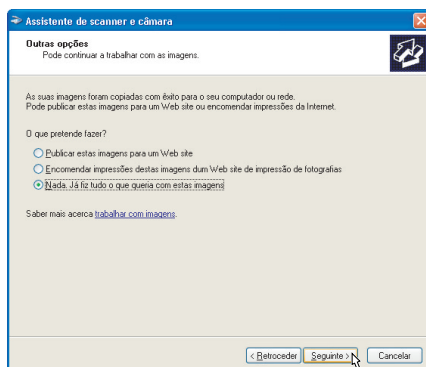 Assistente de scanner e câmara
Outras opções
Pode continuar a trabalhar com as imagens.
As suas imagens foram copiadas com êxito para o seu computador ou rede.
Pode publicar estas imagens para um Web site ou encomendar impressões da Internet.
O que pretende fazer?
Publicar estas imagens para um Web site
Encomendar impressões destas imagens dum Web site de impressão de fotografias
Nada. Já fiz tudo o que queria com estas imagens
Saber mais acerca trabalhar com imagens.
< Retroceder Seguinte > Cancelar